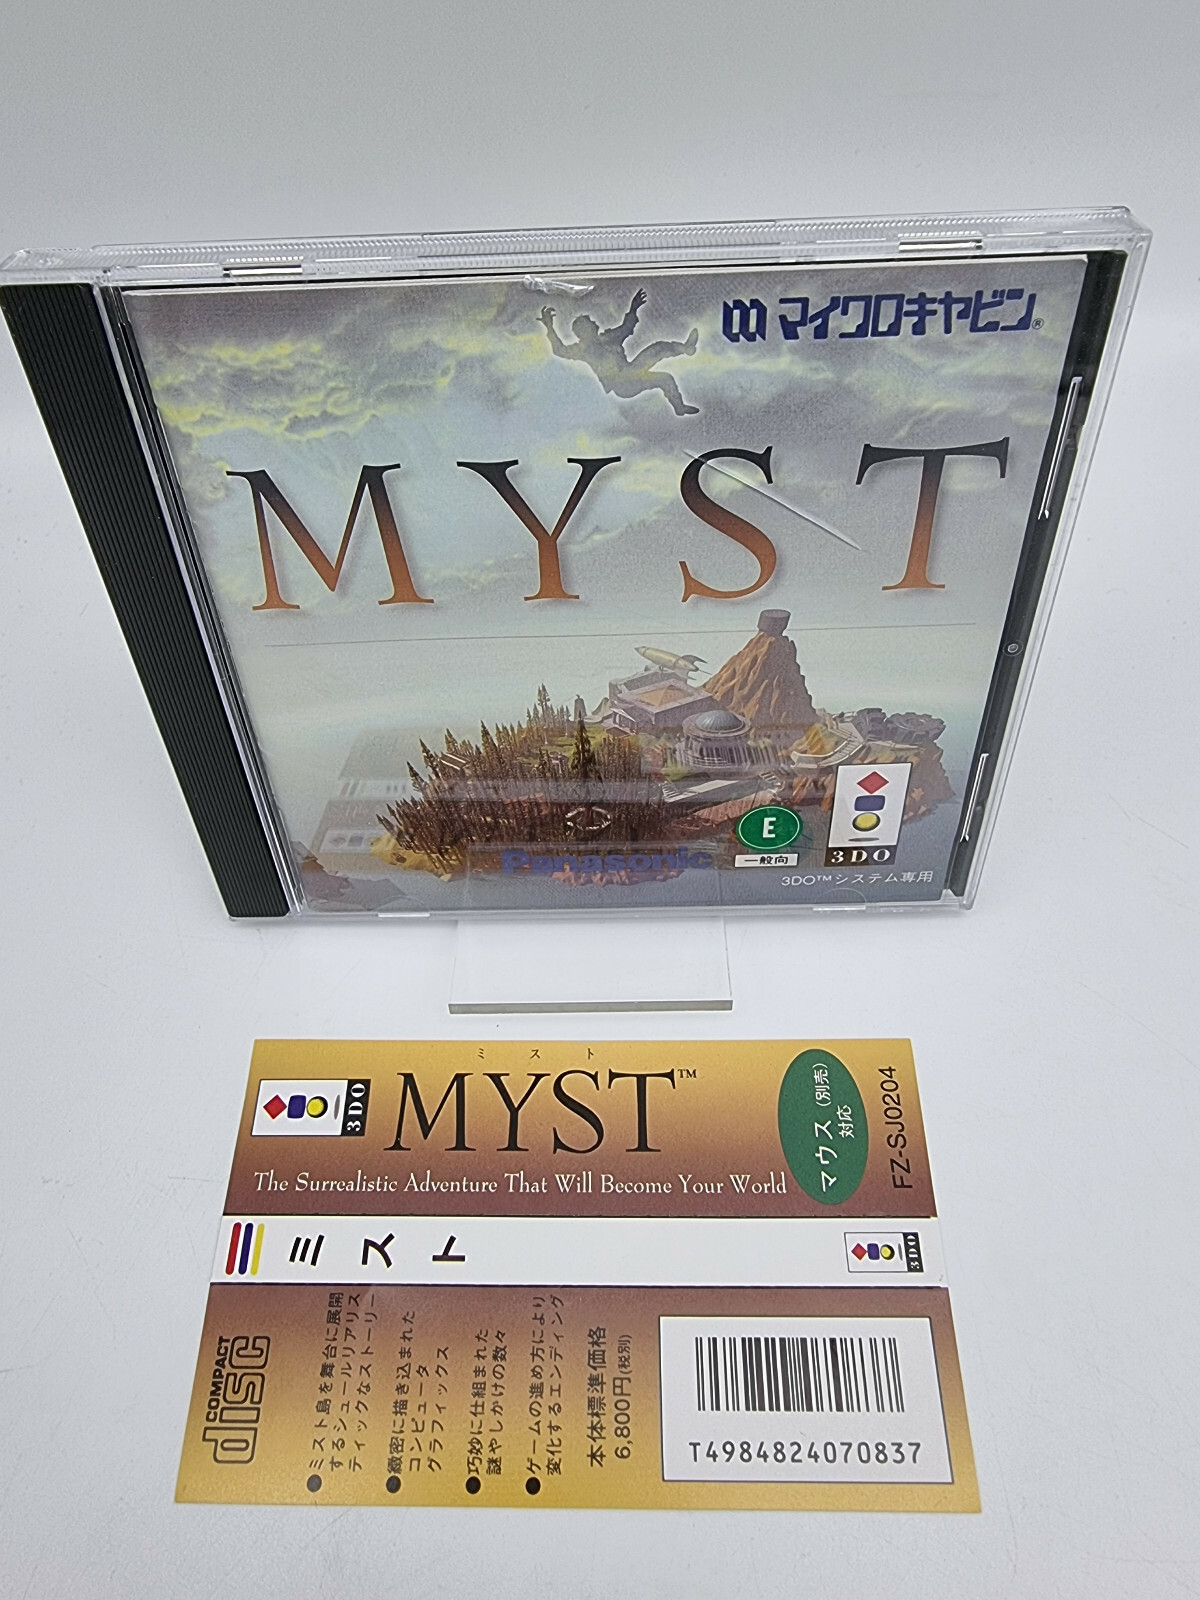 マイクロキャビン®
MYST
Panasonic
E
一般向
3DO
3DO™システム専用
ミスト
MYST™
3DO
The Surrealistic Adventure That Will Become Your World
マウス(別売)
対応
FZ-SJ0204
ミスト
3DO
COMPACT
disc
●ミスト島を舞台に展開
するシュールリアリス
ティックなストーリー
●緻密に描き込まれた
コンピュータ
グラフィックス
●巧妙に仕組まれた
謎やしかけの数々
●ゲームの進め方により
変化するエンディング
本体標準価格
6,800円(税別)
T4984824070837